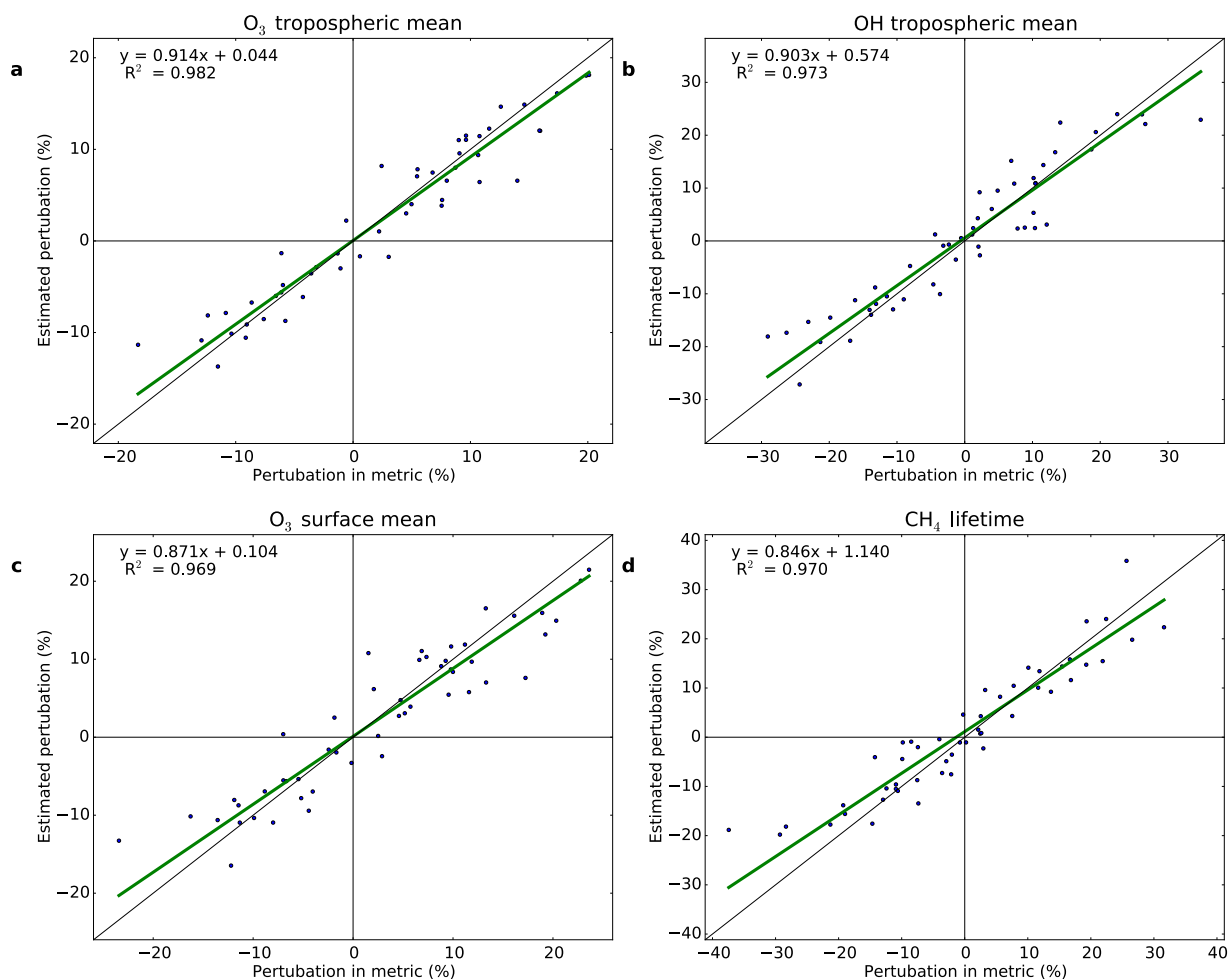 O₃ tropospheric mean
a
y = 0.914x + 0.044
R² = 0.982
20
10
0
−10
−20
Estimated perturbation (%)
−20 −10 0 10 20
Pertubation in metric (%)
OH tropospheric mean
b
y = 0.903x + 0.574
R² = 0.973
30
20
10
0
−10
−20
−30
Estimated pertubation (%)
−30 −20 −10 0 10 20 30
Pertubation in metric (%)
O₃ surface mean
c
y = 0.871x + 0.104
R² = 0.969
20
10
0
−10
−20
Estimated perturbation (%)
−20 −10 0 10 20
Pertubation in metric (%)
CH₄ lifetime
d
y = 0.846x + 1.140
R² = 0.970
40
30
20
10
0
−10
−20
−30
−40
Estimated perturbation (%)
−40 −30 −20 −10 0 10 20 30 40
Pertubation in metric (%)